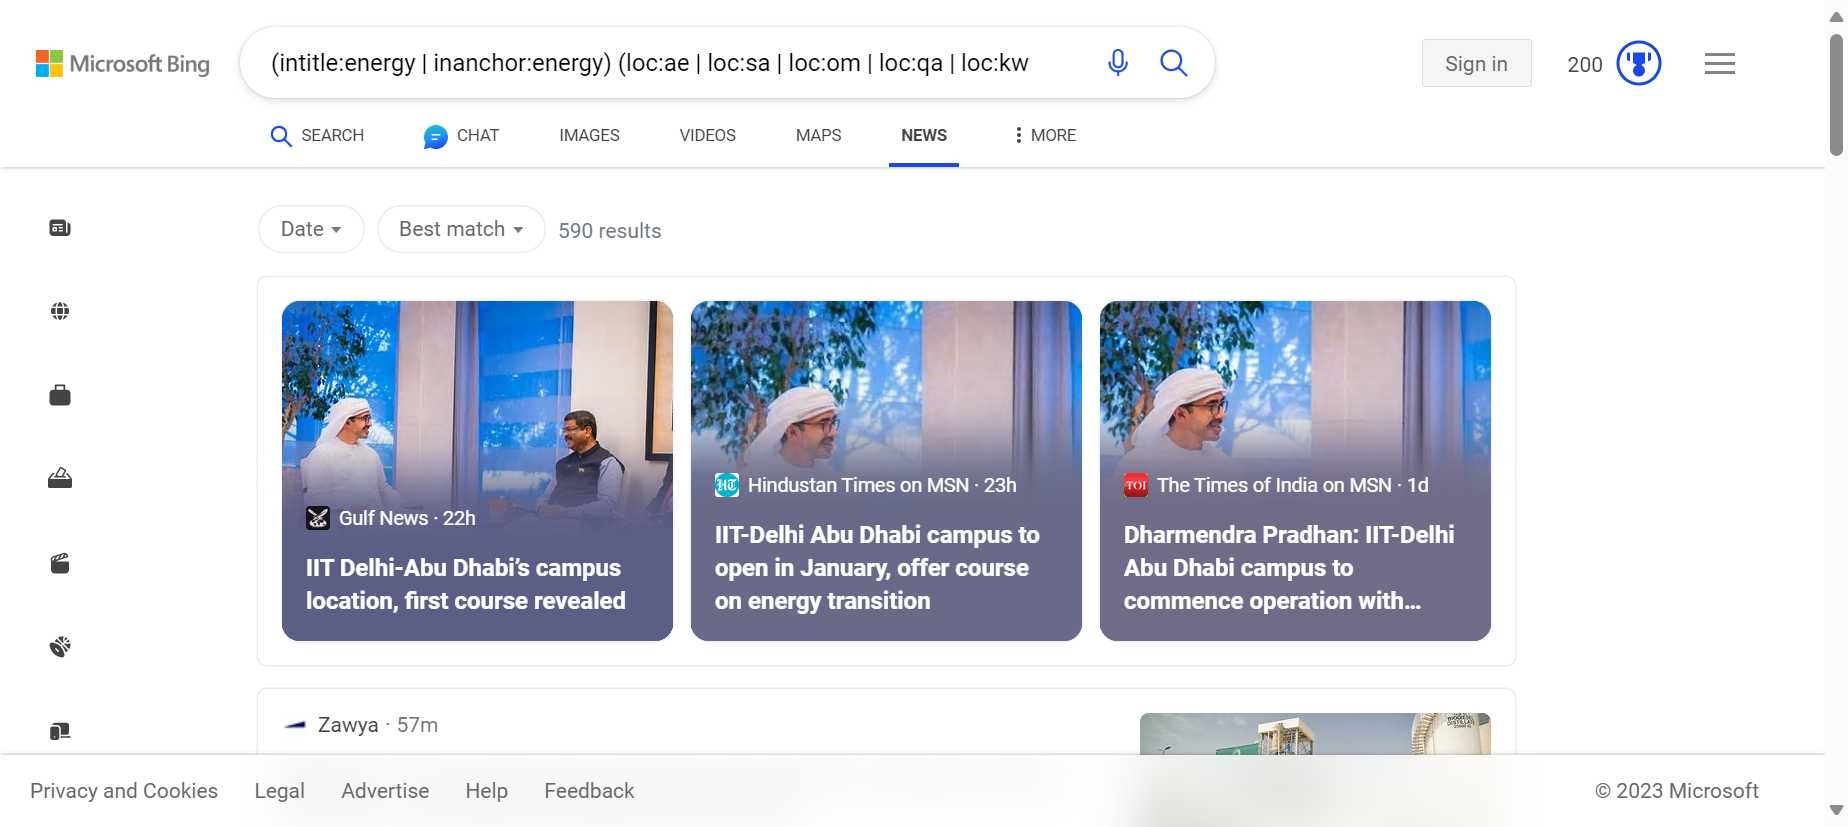 Microsoft Bing
(intitle:energy | inanchor:energy) (loc:ae | loc:sa | loc:om | loc:qa | loc:kw
Sign in
200
SEARCH
CHAT
IMAGES
VIDEOS
MAPS
NEWS
MORE
Date
Best match
590 results
Gulf News · 22h
IIT Delhi-Abu Dhabi’s campus
location, first course revealed
HT
Hindustan Times on MSN · 23h
IIT-Delhi Abu Dhabi campus to
open in January, offer course
on energy transition
TOI
The Times of India on MSN · 1d
Dharmendra Pradhan: IIT-Delhi
Abu Dhabi campus to
commence operation with...
Zawya · 57m
Privacy and Cookies
Legal
Advertise
Help
Feedback
© 2023 Microsoft